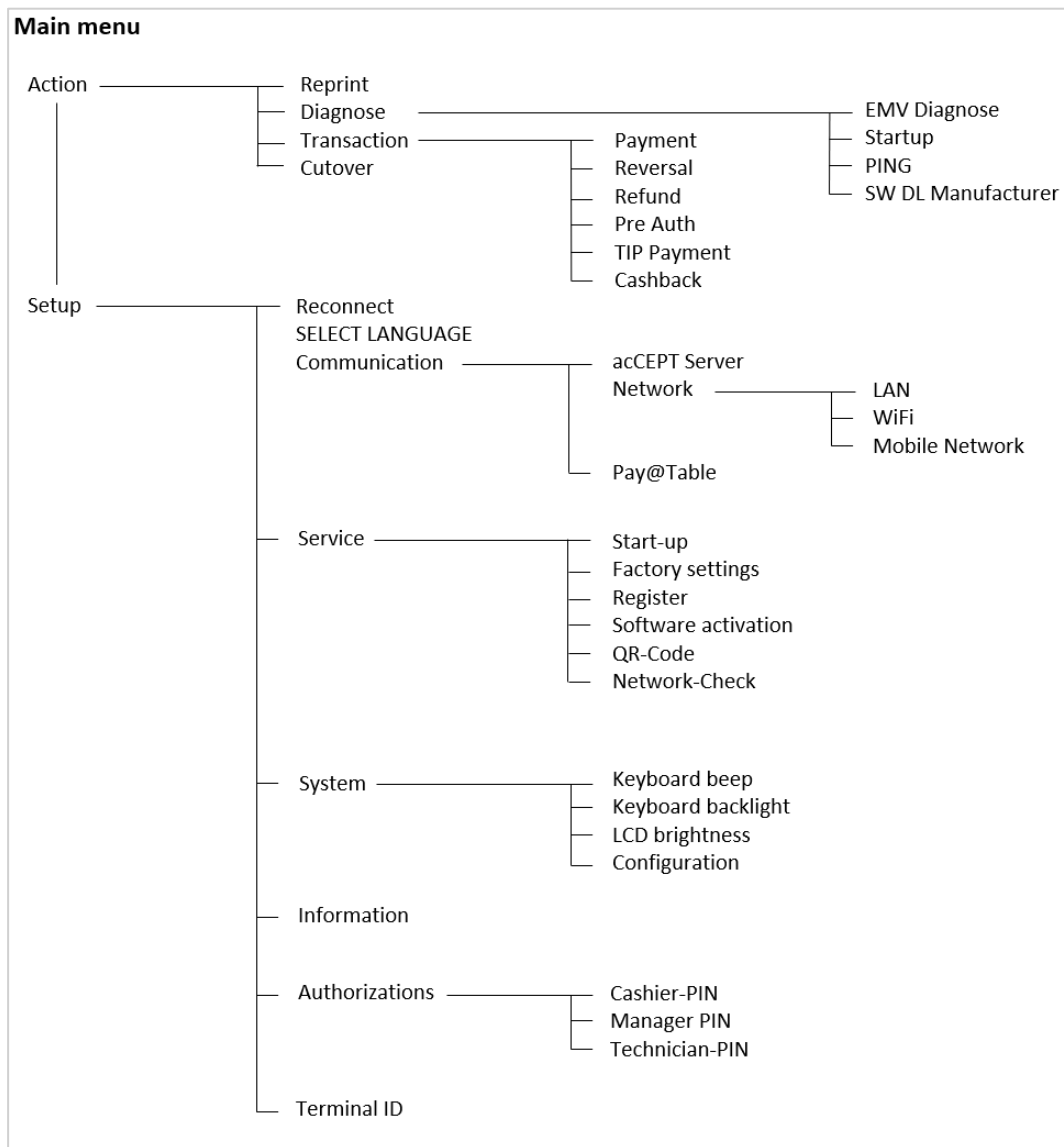 Main menu
Action
Reprint
Diagnose
EMV Diagnose
Startup
PING
SW DL Manufacturer
Transaction
Payment
Reversal
Refund
Pre Auth
TIP Payment
Cashback
Cutover
Setup
Reconnect
SELECT LANGUAGE
Communication
acCEPT Server
Network
LAN
WiFi
Mobile Network
Pay@Table
Service
Start-up
Factory settings
Register
Software activation
QR-Code
Network-Check
System
Keyboard beep
Keyboard backlight
LCD brightness
Configuration
Information
Authorizations
Cashier-PIN
Manager PIN
Technician-PIN
Terminal ID